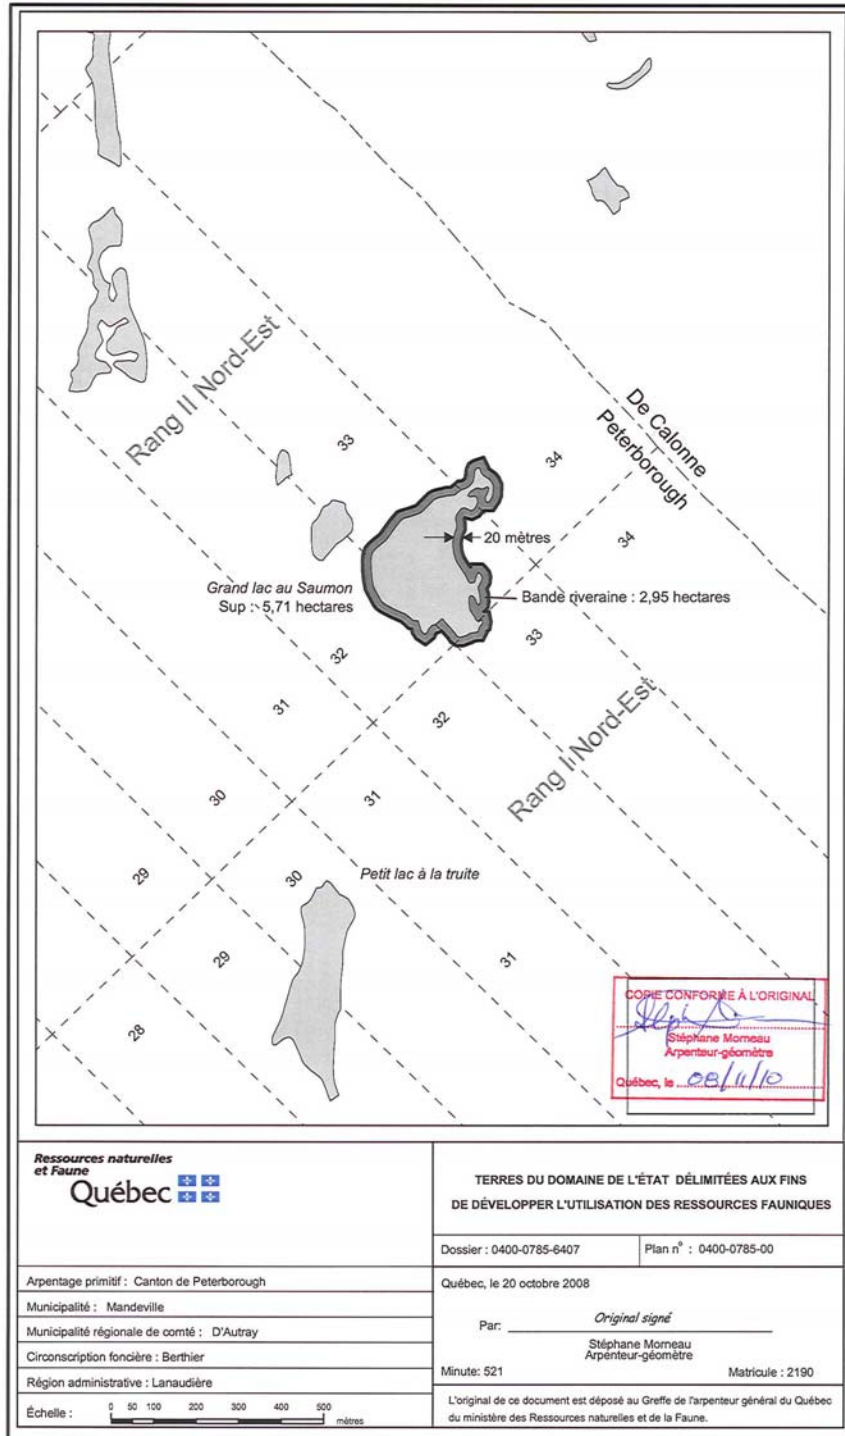 De Calonne
Peterborough
Rang II Nord-Est
33
34
34
20 mètres
Grand lac au Saumon
Sup : 5,71 hectares
Bande riveraine : 2,95 hectares
33
32
31
32
Rang I Nord-Est
30
31
29
30
Petit lac à la truite
29
31
28
COPIE CONFORME À L'ORIGINAL
Stéphane Morneau
Arpenteur-géomètre
Québec, le 08/11/10
Ressources naturelles
et Faune
Québec
TERRES DU DOMAINE DE L'ÉTAT DÉLIMITÉES AUX FINS
DE DÉVELOPPER L'UTILISATION DES RESSOURCES FAUNIQUES
Dossier : 0400-0785-6407
Plan n° : 0400-0785-00
Arpentage primitif : Canton de Peterborough
Municipalité : Mandeville
Municipalité régionale de comté : D'Autray
Circonscription foncière : Berthier
Région administrative : Lanaudière
Échelle : 0 50 100 200 300 400 500
mètres
Québec, le 20 octobre 2008
Par: Original signé
Stéphane Morneau
Arpenteur-géomètre
Minute: 521
Matricule : 2190
L'original de ce document est déposé au Greffe de l'arpenteur général du Québec
du ministère des Ressources naturelles et de la Faune.